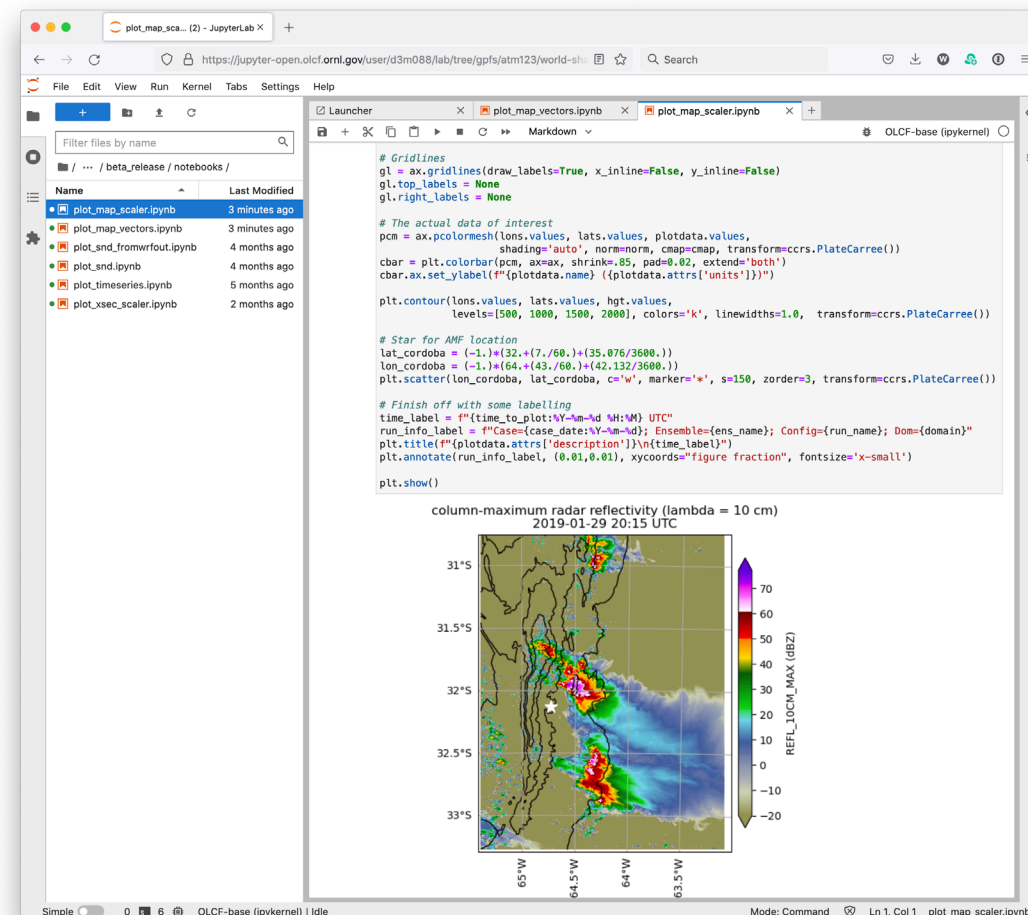 plot_map_sca... (2) - JupyterLab
https://jupyter-open.olcf.ornl.gov/user/d3m088/lab/tree/gpfs/atm123/world-sha
Search
File Edit View Run Kernel Tabs Settings Help
Filter files by name
/ ··· / beta_release / notebooks /
Name Last Modified
plot_map_scaler.ipynb 3 minutes ago
plot_map_vectors.ipynb 3 minutes ago
plot_snd_fromwrfout.ipynb 4 months ago
plot_snd.ipynb 4 months ago
plot_timeseries.ipynb 5 months ago
plot_xsec_scaler.ipynb 2 months ago
Launcher plot_map_vectors.ipynb plot_map_scaler.ipynb
Markdown OLCF-base (ipykernel)
# Gridlines
gl = ax.gridlines(draw_labels=True, x_inline=False, y_inline=False)
gl.top_labels = None
gl.right_labels = None
# The actual data of interest
pcm = ax.pcolormesh(lons.values, lats.values, plotdata.values,
shading='auto', norm=norm, cmap=cmap, transform=ccrs.PlateCarree())
cbar = plt.colorbar(pcm, ax=ax, shrink=.85, pad=0.02, extend='both')
cbar.ax.set_ylabel(f"{plotdata.name} ({plotdata.attrs['units']})")
plt.contour(lons.values, lats.values, hgt.values,
levels=[500, 1000, 1500, 2000], colors='k', linewidths=1.0, transform=ccrs.PlateCarree())
# Star for AMF location
lat_cordoba = (-1.)*(32.+(7./60.)+(35.076/3600.))
lon_cordoba = (-1.)*(64.+(43./60.)+(42.132/3600.))
plt.scatter(lon_cordoba, lat_cordoba, c='w', marker='*', s=150, zorder=3, transform=ccrs.PlateCarree())
# Finish off with some labelling
time_label = f"{time_to_plot:%Y-%m-%d %H:%M} UTC"
run_info_label = f"Case={case_date:%Y-%m-%d}; Ensemble={ens_name}; Config={run_name}; Dom={domain}"
plt.title(f"{plotdata.attrs['description']}\n{time_label}")
plt.annotate(run_info_label, (0.01,0.01), xycoords="figure fraction", fontsize='x-small')
plt.show()
column-maximum radar reflectivity (lambda = 10 cm)
2019-01-29 20:15 UTC
31°S
31.5°S
32°S
32.5°S
33°S
65°W
64.5°W
64°W
63.5°W
70
60
50
40
30
20
10
0
−10
−20
REFL_10CM_MAX (dBZ)
Simple 0 6 OLCF-base (ipykernel) | Idle
Mode: Command Ln 1, Col 1 plot_map_scaler.ipynb